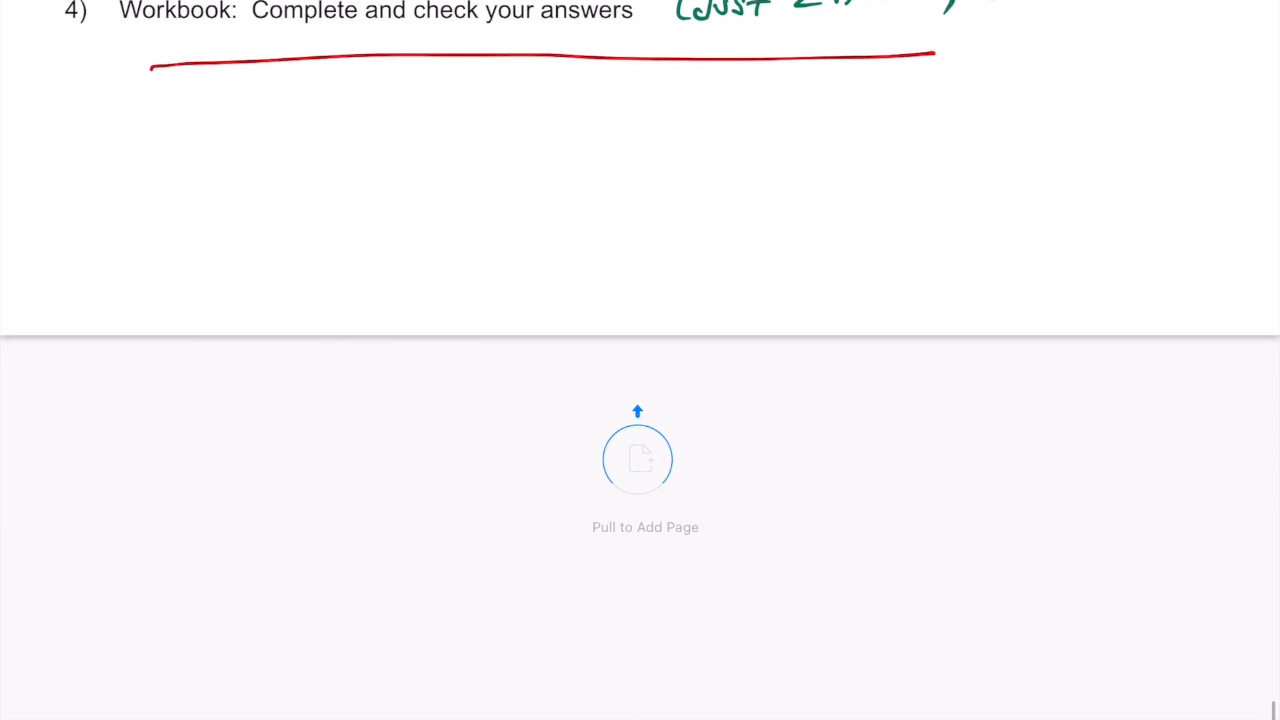 4) Workbook: Complete and check your answers
Pull to Add Page